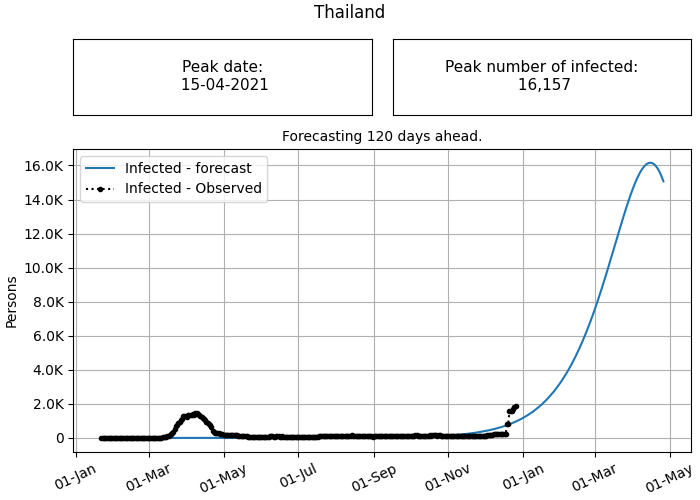 Thailand
Peak date:
15-04-2021
Peak number of infected:
16,157
Forecasting 120 days ahead.
Infected - forecast
Infected - Observed
Persons
16.0K
14.0K
12.0K
10.0K
8.0K
6.0K
4.0K
2.0K
0
01-Jan
01-Mar
01-May
01-Jul
01-Sep
01-Nov
01-Jan
01-Mar
01-May